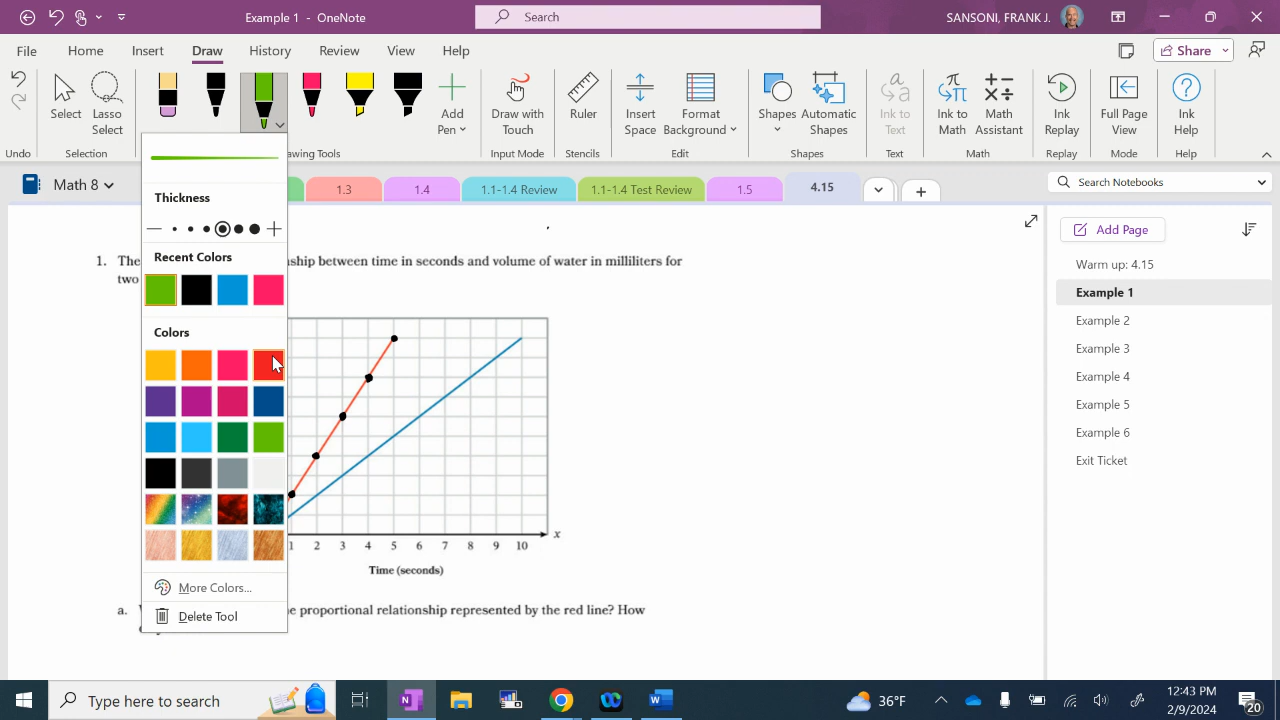 Example 1 - OneNote
Search
SANSONI, FRANK J.
File Home Insert Draw History Review View Help
Share
Select
Lasso Select
Add Pen
Draw with Touch
Ruler
Insert Space
Format Background
Shapes
Automatic Shapes
Ink to Text
Ink to Math
Math Assistant
Ink Replay
Full Page View
Ink Help
Undo Selection awing Tools Input Mode Stencils Edit Shapes Text Math Replay Mode Help
Math 8
1.3 1.4 1.1-1.4 Review 1.1-1.4 Test Review 1.5 4.15
Search Notebooks
Thickness
Recent Colors
Colors
More Colors...
Delete Tool
1. The ship between time in seconds and volume of water in milliliters for
two
1 2 3 4 5 6 7 8 9 10
x
Time (seconds)
a. e proportional relationship represented by the red line? How
Add Page
Warm up: 4.15
Example 1
Example 2
Example 3
Example 4
Example 5
Example 6
Exit Ticket
Type here to search
36°F
12:43 PM
2/9/2024
20